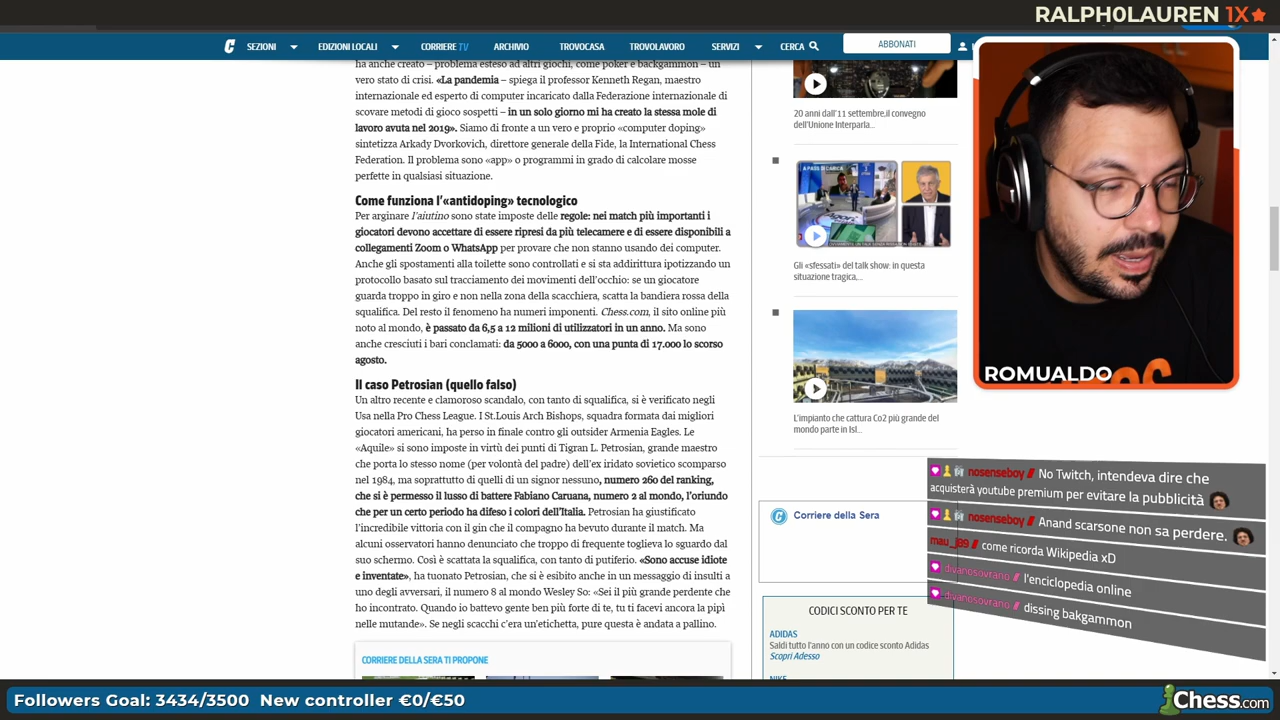 RALPH0LAUREN 1X
SEZIONI
EDIZIONI LOCALI
CORRIERE TV
ARCHIVIO
TROVOCASA
TROVOLAVORO
SERVIZI
CERCA
ABBONATI
ha anche creato – problema esteso ad altri giochi, come poker e backgammon – un
vero stato di crisi. «La pandemia – spiega il professor Kenneth Regan, maestro
internazionale ed esperto di computer incaricato dalla Federazione internazionale di
scovare metodi di gioco sospetti – in un solo giorno mi ha creato la stessa mole di
lavoro avuta nel 2019». Siamo di fronte a un vero e proprio «computer doping»
sintetizza Arkady Dvorkovich, direttore generale della Fide, la International Chess
Federation. Il problema sono «app» o programmi in grado di calcolare mosse
perfette in qualsiasi situazione.
Come funziona l'«antidoping» tecnologico
Per arginare l'aiutino sono state imposte delle regole: nei match più importanti i
giocatori devono accettare di essere ripresi da più telecamere e di essere disponibili a
collegamenti Zoom o WhatsApp per provare che non stanno usando dei computer.
Anche gli spostamenti alla toilette sono controllati e si sta addirittura ipotizzando un
protocollo basato sul tracciamento dei movimenti dell'occhio: se un giocatore
guarda troppo in giro e non nella zona della scacchiera, scatta la bandiera rossa della
squalifica. Del resto il fenomeno ha numeri imponenti. Chess.com, il sito online più
noto al mondo, è passato da 6,5 a 12 milioni di utilizzatori in un anno. Ma sono
anche cresciuti i bari conclamati: da 5000 a 6000, con una punta di 17.000 lo scorso
agosto.
Il caso Petrosian (quello falso)
Un altro recente e clamoroso scandalo, con tanto di squalifica, si è verificato negli
Usa nella Pro Chess League. I St.Louis Arch Bishops, squadra formata dai migliori
giocatori americani, ha perso in finale contro gli outsider Armenia Eagles. Le
«Aquile» si sono imposte in virtù dei punti di Tigran L. Petrosian, grande maestro
che porta lo stesso nome (per volontà del padre) dell'ex iridato sovietico scomparso
nel 1984, ma soprattutto di quelli di un signor nessuno, numero 260 del ranking,
che si è permesso il lusso di battere Fabiano Caruana, numero 2 al mondo, l'oriundo
che per un certo periodo ha difeso i colori dell'Italia. Petrosian ha giustificato
l'incredibile vittoria con il gin che il compagno ha bevuto durante il match. Ma
alcuni osservatori hanno denunciato che troppo di frequente toglieva lo sguardo dal
suo schermo. Così è scattata la squalifica, con tanto di putiferio. «Sono accuse idiote
e inventate», ha tuonato Petrosian, che si è esibito anche in un messaggio di insulti a
uno degli avversari, il numero 8 al mondo Wesley So: «Sei il più grande perdente che
ho incontrato. Quando io battevo gente ben più forte di te, tu ti facevi ancora la pipì
nelle mutande». Se negli scacchi c'era un'etichetta, pure questa è andata a pallino.
CORRIERE DELLA SERA TI PROPONE
20 anni dall'11 settembre,il convegno
dell'Unione Interparla...
Gli «sfessati» del talk show: in questa
situazione tragica,...
L'impianto che cattura Co2 più grande del
mondo parte in Isl...
Corriere della Sera
CODICI SCONTO PER TE
ADIDAS
Saldi tutto l'anno con un codice sconto Adidas
Scopri Adesso
ROMUALDO
nosenseboy // No Twitch, intendeva dire che
acquisterà youtube premium per evitare la pubblicità
nosenseboy // Anand scarsone non sa perdere.
mau_j89 // come ricorda Wikipedia xD
divanosovrano // l'enciclopedia online
divanosovrano // dissing bakgammon
Followers Goal: 3434/3500 New controller €0/€50
Chess.com